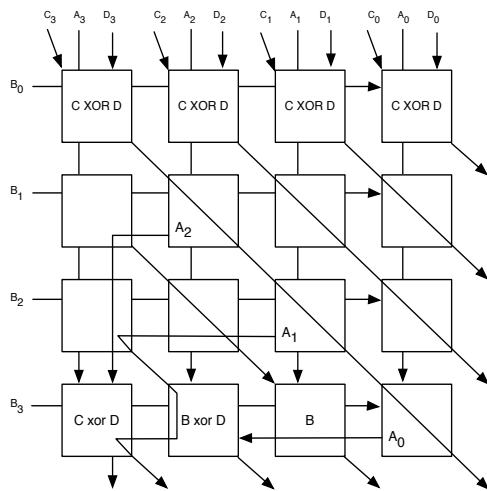 C3 A3 D3 C2 A2 D2 C1 A1 D1 C0 A0 D0
B0 C XOR D C XOR D C XOR D C XOR D
B1
A2
B2
A1
B3 C xor D B xor D B
A0